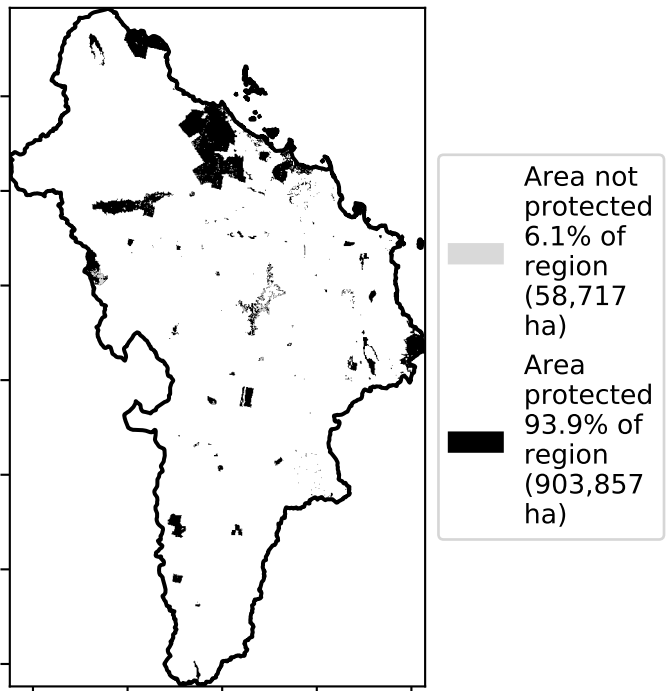 Area not
protected
6.1% of
region
(58,717
ha)
Area
protected
93.9% of
region
(903,857
ha)